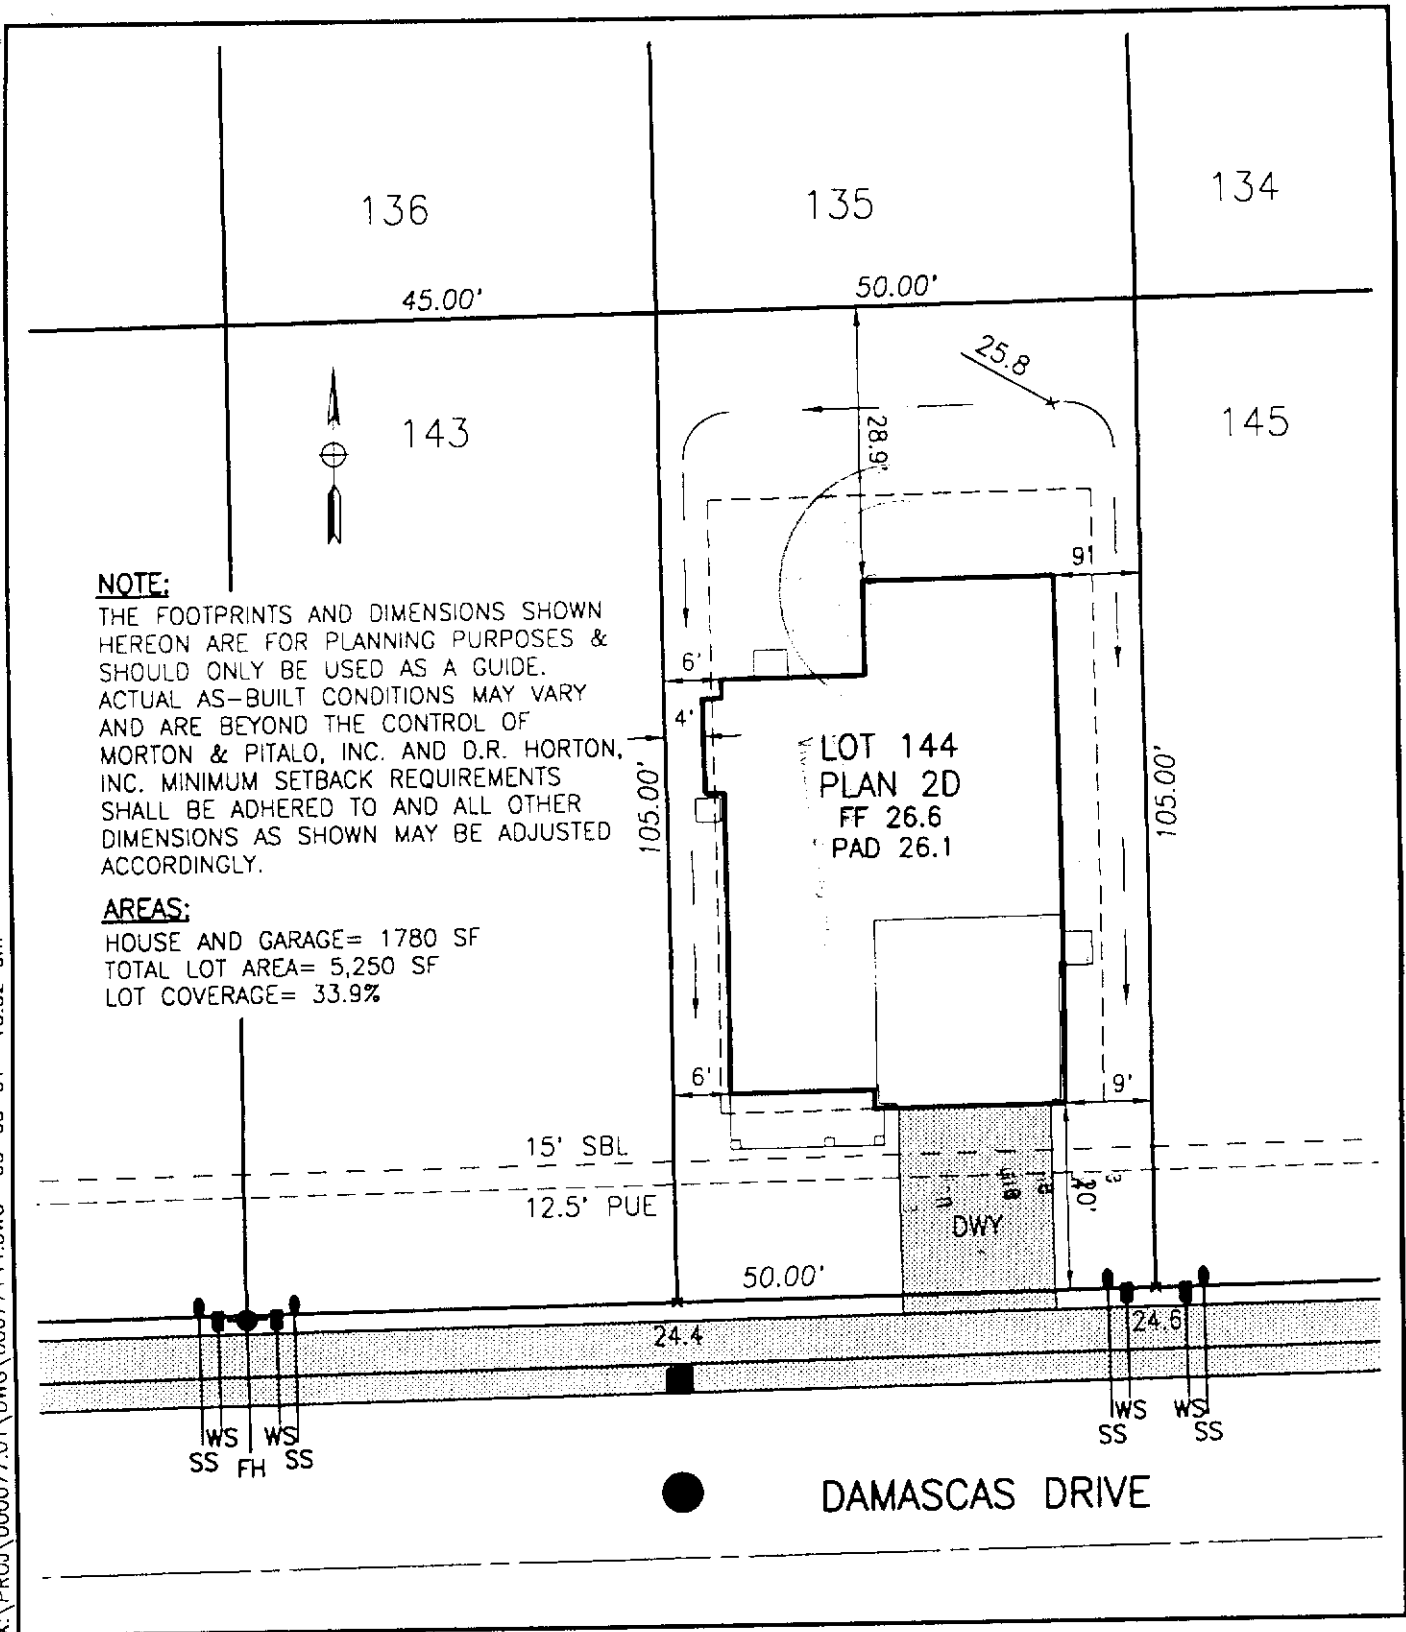 136
135
134
45.00'
50.00'
25.8
143
28.9'
145
NOTE:
THE FOOTPRINTS AND DIMENSIONS SHOWN
HEREON ARE FOR PLANNING PURPOSES &
SHOULD ONLY BE USED AS A GUIDE.
ACTUAL AS-BUILT CONDITIONS MAY VARY
AND ARE BEYOND THE CONTROL OF
MORTON & PITALO, INC. AND D.R. HORTON,
INC. MINIMUM SETBACK REQUIREMENTS
SHALL BE ADHERED TO AND ALL OTHER
DIMENSIONS AS SHOWN MAY BE ADJUSTED
ACCORDINGLY.
9'
6'
4'
105.00'
LOT 144
PLAN 2D
FF 26.6
PAD 26.1
105.00'
AREAS:
HOUSE AND GARAGE= 1780 SF
TOTAL LOT AREA= 5,250 SF
LOT COVERAGE= 33.9%
6'
9'
15' SBL
12.5' PUE
20'
DWY
50.00'
24.4
24.6
SS
WS
FH
WS
SS
SS
WS
WS
SS
DAMASCAS DRIVE